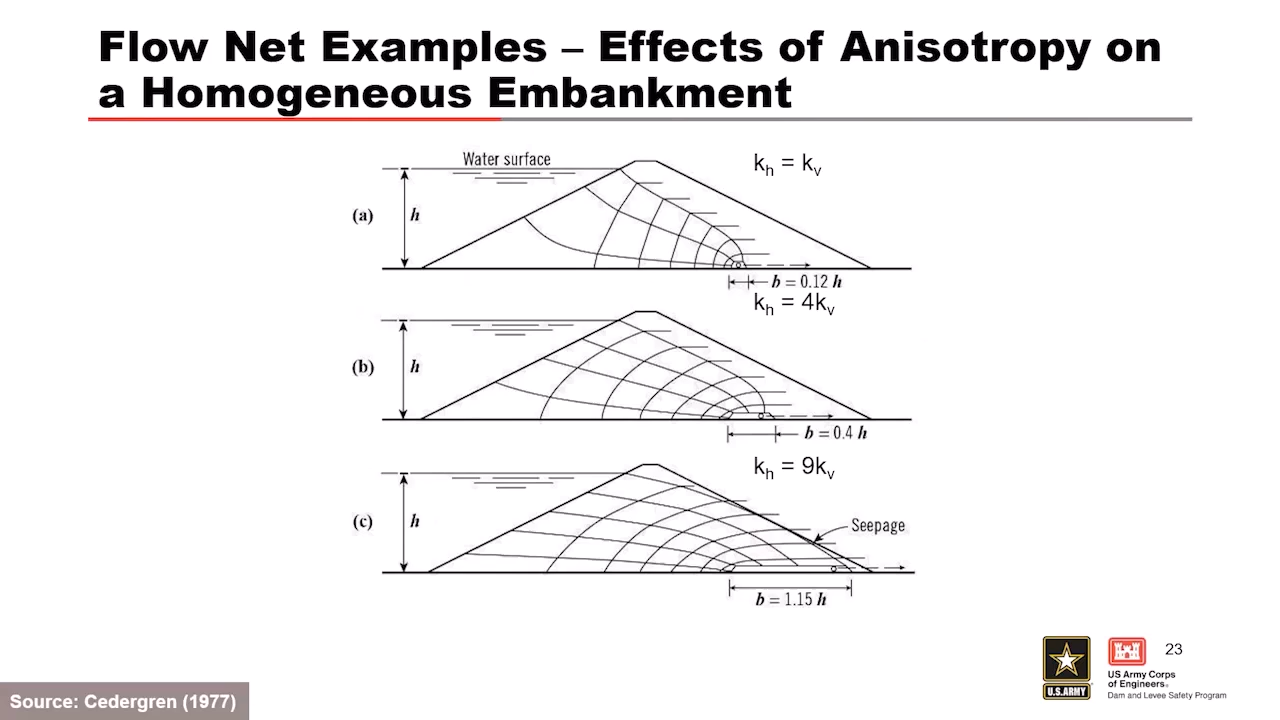 Flow Net Examples – Effects of Anisotropy on
a Homogeneous Embankment
Water surface
kh = kv
(a)
h
b = 0.12 h
kh = 4kv
(b)
h
b = 0.4 h
kh = 9kv
(c)
h
Seepage
b = 1.15 h
U.S.ARMY
US Army Corps
of Engineers®
Dam and Levee Safety Program
23
Source: Cedergren (1977)